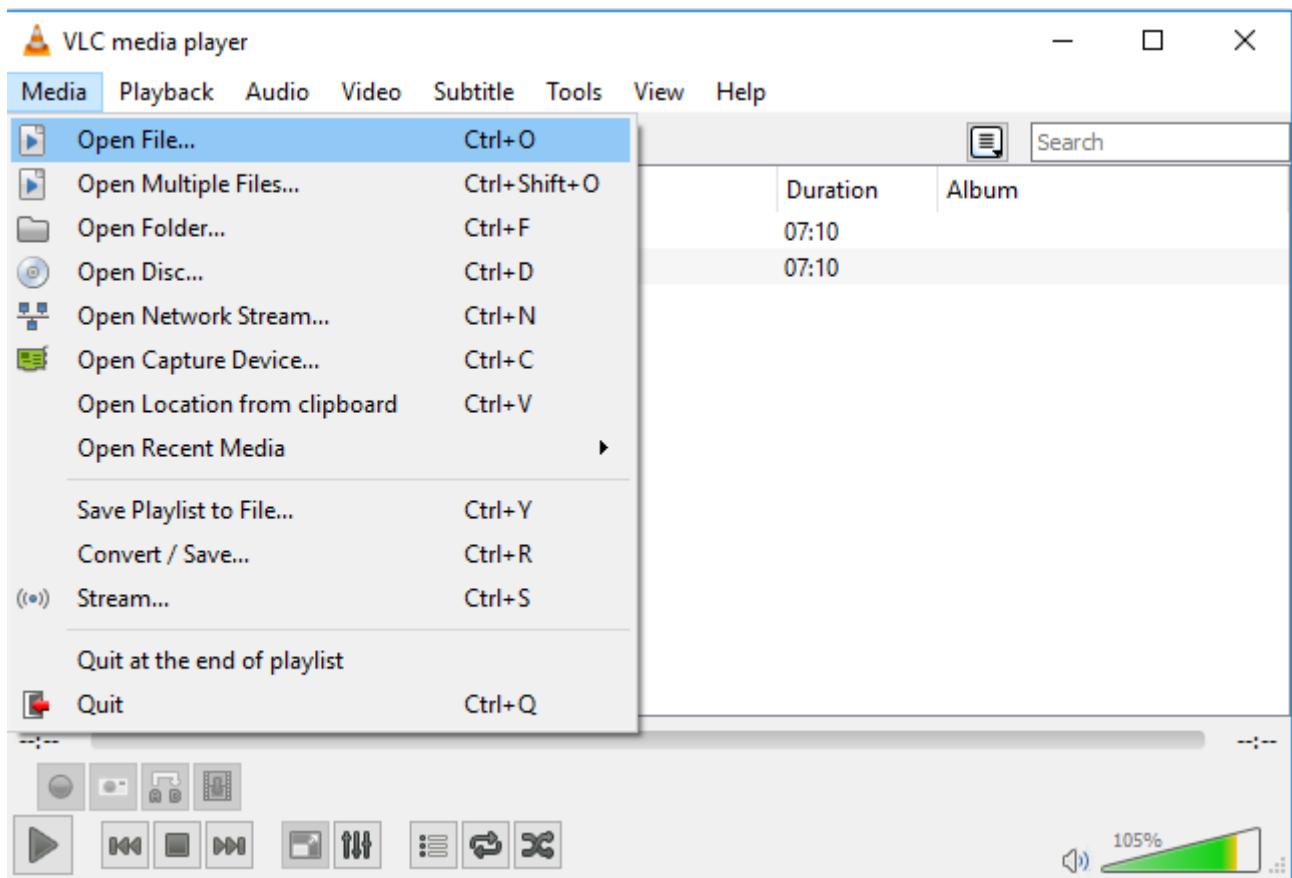 VLC media player
Media Playback Audio Video Subtitle Tools View Help
Open File... Ctrl+O
Search
Open Multiple Files... Ctrl+Shift+O
Duration Album
Open Folder... Ctrl+F
07:10
Open Disc... Ctrl+D
07:10
Open Network Stream... Ctrl+N
Open Capture Device... Ctrl+C
Open Location from clipboard Ctrl+V
Open Recent Media
Save Playlist to File... Ctrl+Y
Convert / Save... Ctrl+R
Stream... Ctrl+S
Quit at the end of playlist
Quit Ctrl+Q
--:-- --:--
A B
105%